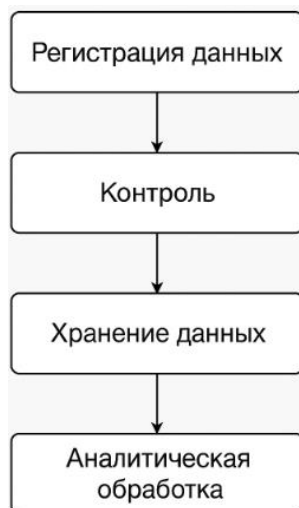 Регистрация данных
Контроль
Хранение данных
Аналитическая
обработка